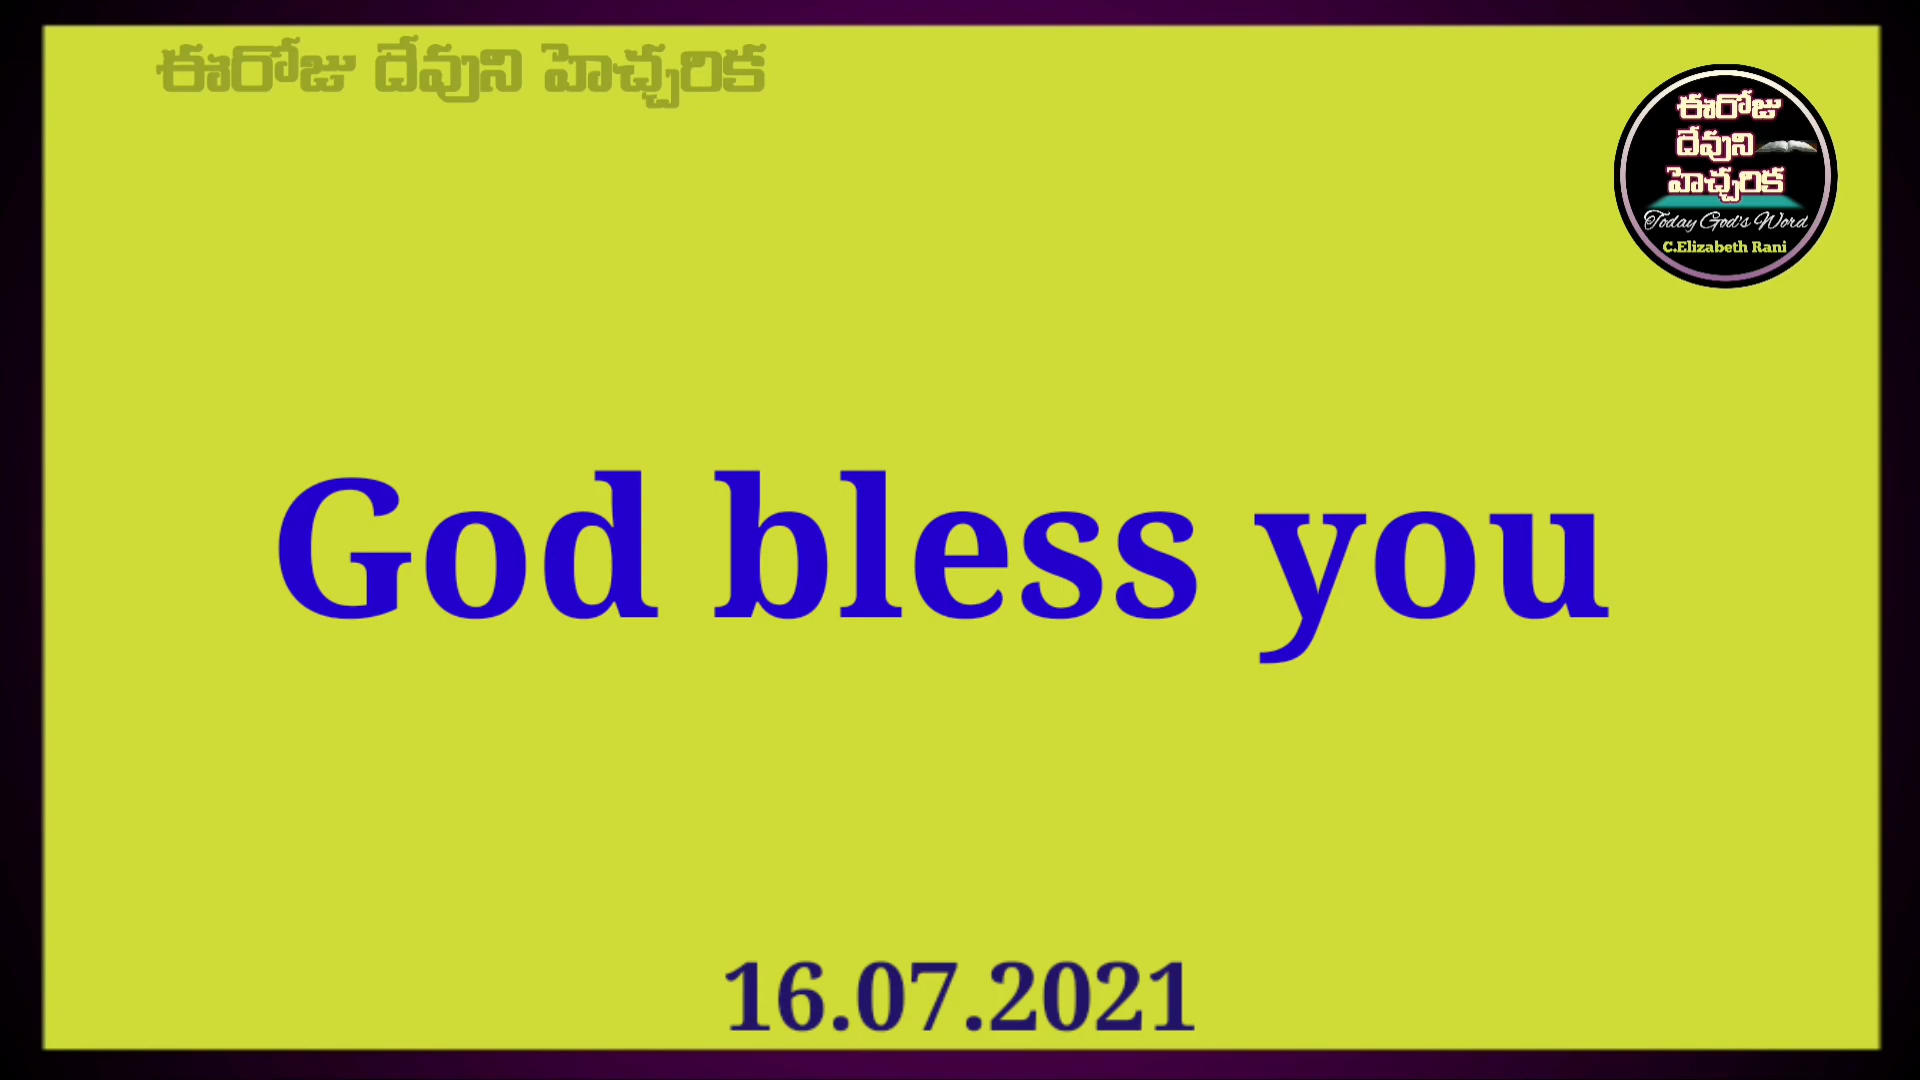 ఈరోజు దేవుని హెచ్చరిక
ఈరోజు
దేవుని
హెచ్చరిక
Today God's Word
C.Elizabeth Rani
God bless you
16.07.2021